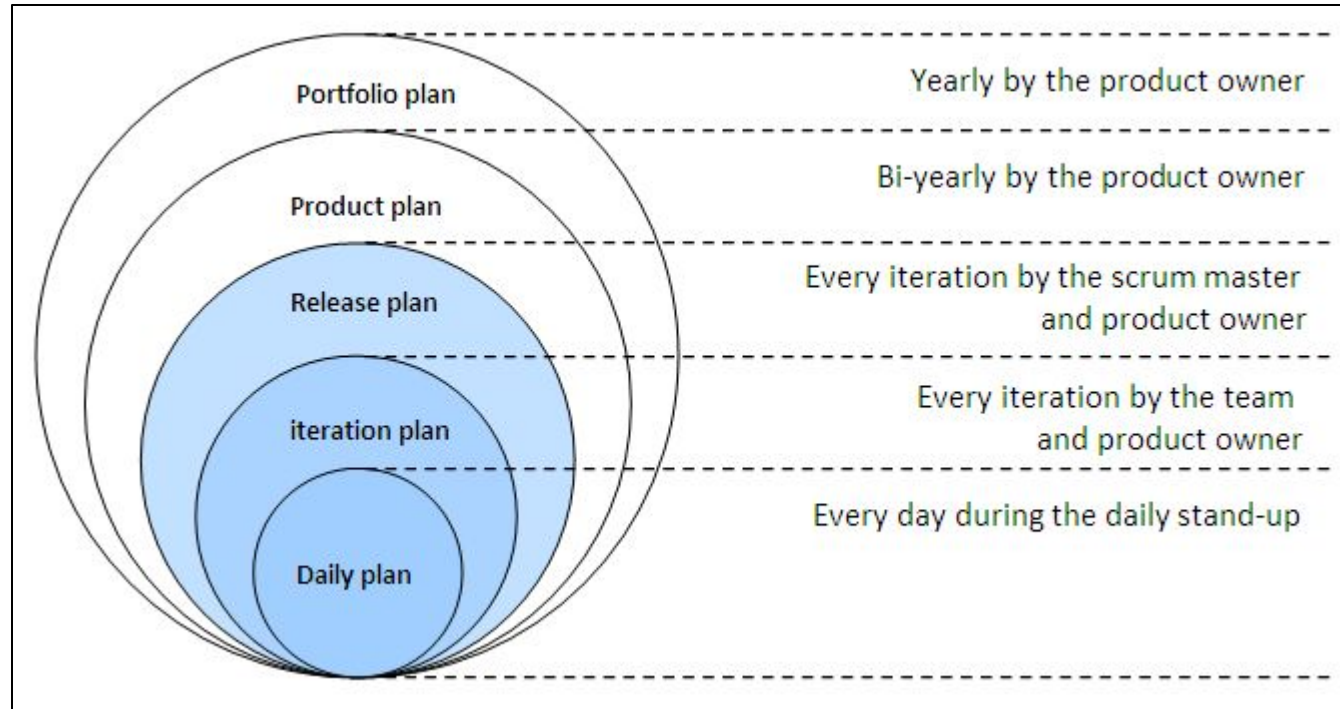 Portfolio plan
Yearly by the product owner
Product plan
Bi-yearly by the product owner
Release plan
Every iteration by the scrum master
and product owner
iteration plan
Every iteration by the team
and product owner
Daily plan
Every day during the daily stand-up